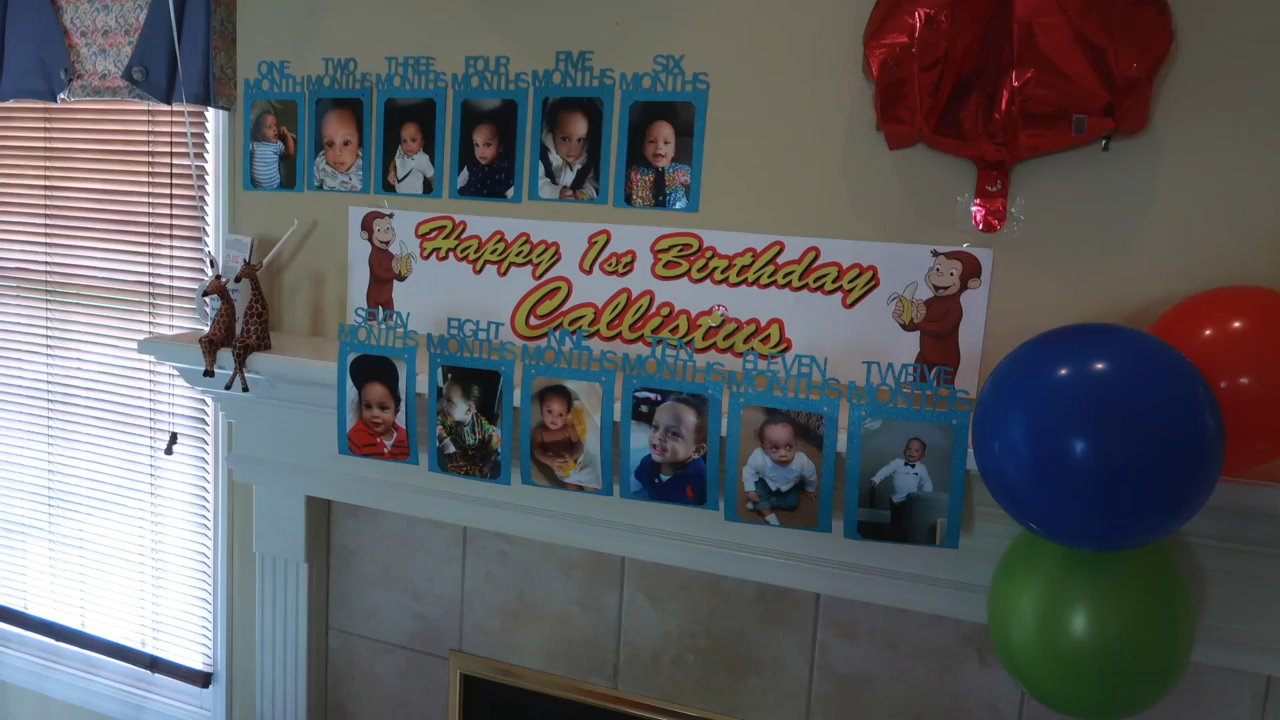 ONE MONTH
TWO MONTHS
THREE MONTHS
FOUR MONTHS
FIVE MONTHS
SIX MONTHS
Happy 1st Birthday
Callistus
SEVEN MONTHS
EIGHT MONTHS
NINE MONTHS
TEN MONTHS
ELEVEN MONTHS
TWELVE MONTHS